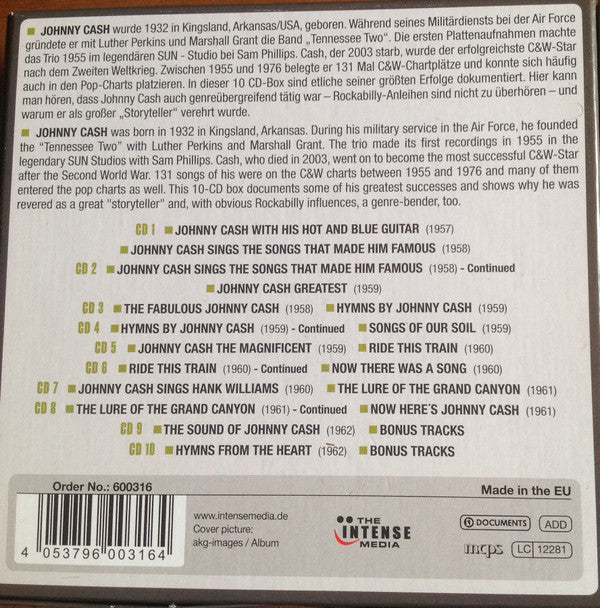 JOHNNY CASH wurde 1932 in Kingsland, Arkansas/USA, geboren. Während seines Militärdiensts bei der Air Force
gründete er mit Luther Perkins und Marshall Grant die Band „Tennessee Two". Die ersten Plattenaufnahmen machte
das Trio 1955 im legendären SUN - Studio bei Sam Phillips. Cash, der 2003 starb, wurde der erfolgreichste C&W-Star
nach dem Zweiten Weltkrieg. Zwischen 1955 und 1976 belegte er 131 Mal C&W-Chartplätze und konnte sich häufig
auch in den Pop-Charts platzieren. In dieser 10 CD-Box sind etliche seiner größten Erfolge dokumentiert. Hier kann
man hören, dass Johnny Cash auch genreübergreifend tätig war – Rockabilly-Anleihen sind nicht zu überhören – und
warum er als großer „Storyteller" verehrt wurde.
JOHNNY CASH was born in 1932 in Kingsland, Arkansas. During his military service in the Air Force, he founded
the "Tennessee Two" with Luther Perkins and Marshall Grant. The trio made its first recordings in 1955 in the
legendary SUN Studios with Sam Phillips. Cash, who died in 2003, went on to become the most successful C&W-Star
after the Second World War. 131 songs of his were on the C&W charts between 1955 and 1976 and many of them
entered the pop charts as well. This 10-CD box documents some of his greatest successes and shows why he was
revered as a great "storyteller" and, with obvious Rockabilly influences, a genre-bender, too.
CD 1 ■ JOHNNY CASH WITH HIS HOT AND BLUE GUITAR (1957)
■ JOHNNY CASH SINGS THE SONGS THAT MADE HIM FAMOUS (1958)
CD 2 ■ JOHNNY CASH SINGS THE SONGS THAT MADE HIM FAMOUS (1958) - Continued
■ JOHNNY CASH GREATEST (1959)
CD 3 ■ THE FABULOUS JOHNNY CASH (1958) ■ HYMNS BY JOHNNY CASH (1959)
CD 4 ■ HYMNS BY JOHNNY CASH (1959) - Continued ■ SONGS OF OUR SOIL (1959)
CD 5 ■ JOHNNY CASH THE MAGNIFICENT (1959) ■ RIDE THIS TRAIN (1960)
CD 6 ■ RIDE THIS TRAIN (1960) - Continued ■ NOW THERE WAS A SONG (1960)
CD 7 ■ JOHNNY CASH SINGS HANK WILLIAMS (1960) ■ THE LURE OF THE GRAND CANYON (1961)
CD 8 ■ THE LURE OF THE GRAND CANYON (1961) - Continued ■ NOW HERE'S JOHNNY CASH (1961)
CD 9 ■ THE SOUND OF JOHNNY CASH (1962) ■ BONUS TRACKS
CD 10 ■ HYMNS FROM THE HEART (1962) ■ BONUS TRACKS
Order No.: 600316
Made in the EU
4 053796 003164
www.intensemedia.de
Cover picture:
akg-images / Album
THE
INTENSE
MEDIA
DOCUMENTS
ADD
mcps
LC 12281